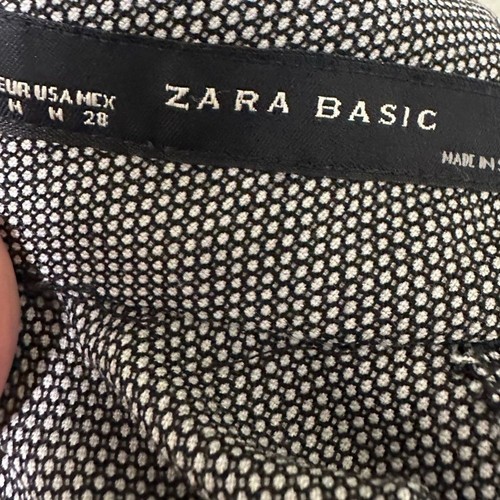 EUR USA MEX
M M 28
ZARA BASIC
MADE IN